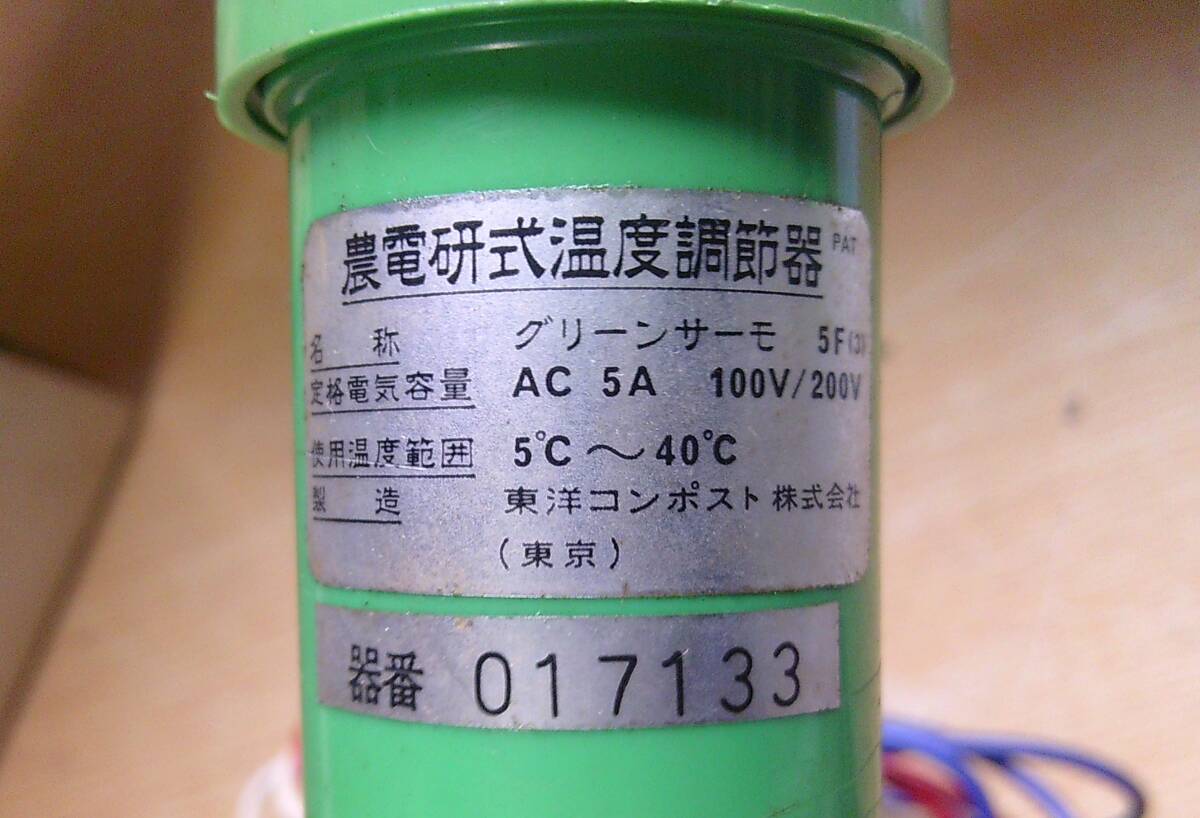 農電研式温度調節器 PAT
名称 グリーンサーモ 5F(3)
定格電気容量 AC 5A 100V/200V
使用温度範囲 5℃～40℃
製造 東洋コンポスト株式会社
(東京)
器番 017133